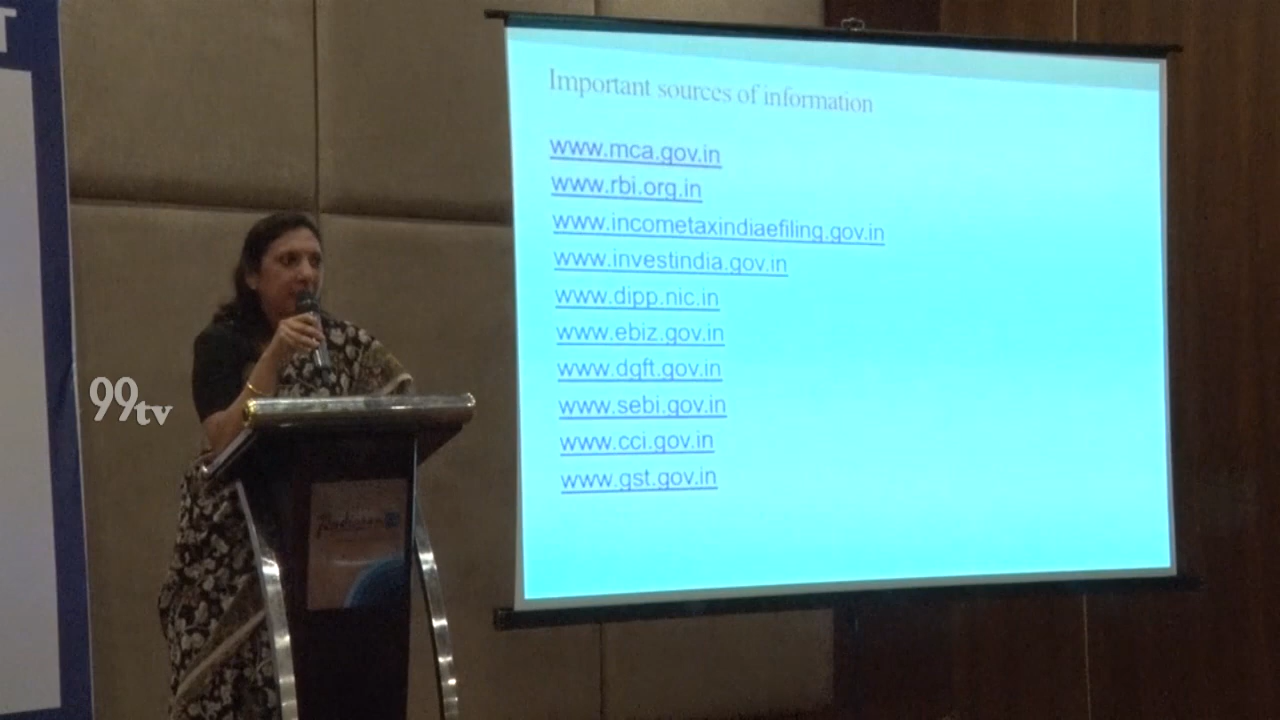 T
Important sources of information
www.mca.gov.in
www.rbi.org.in
www.incometaxindiaefiling.gov.in
www.investindia.gov.in
www.dipp.nic.in
www.ebiz.gov.in
www.dgft.gov.in
www.sebi.gov.in
www.cci.gov.in
www.gst.gov.in
99tv